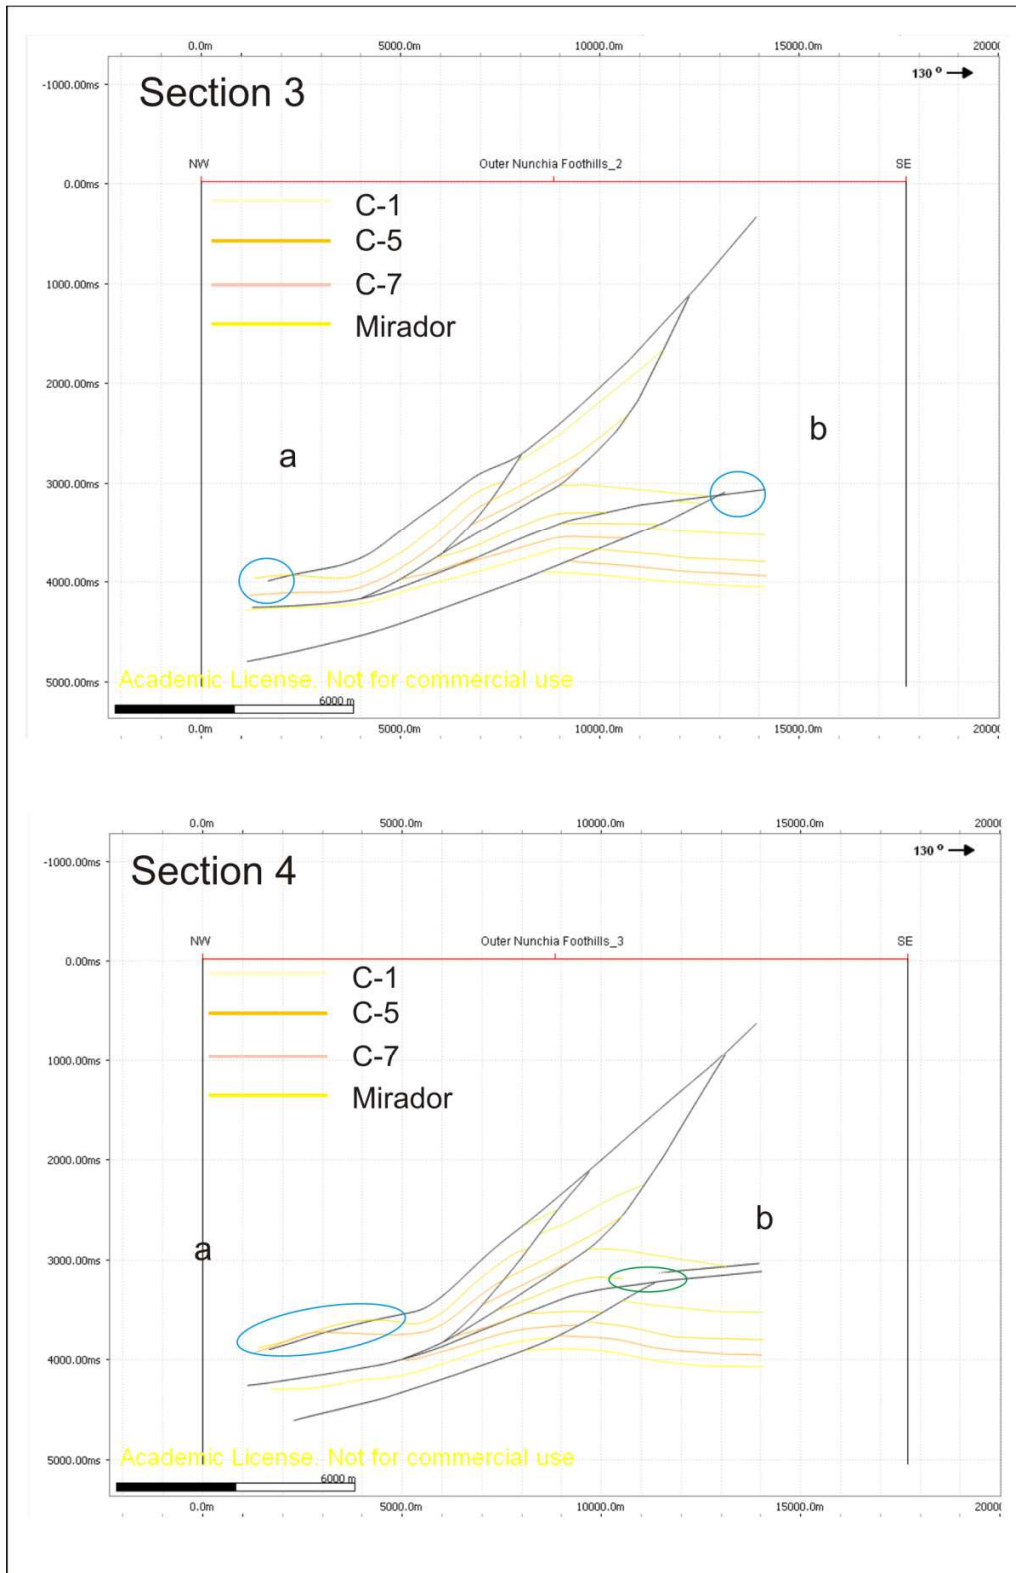 0.0m 5000.0m 10000.0m 15000.0m 20000
-1000.00ms
130 º
Section 3
NW Outer Nunchia Foothills_2 SE
0.00ms
C-1
C-5
1000.00ms
C-7
Mirador
2000.00ms
b
a
3000.00ms
4000.00ms
5000.00ms
Academic License. Not for commercial use
6000 m
0.0m 5000.0m 10000.0m 15000.0m 20000
0.0m 5000.0m 10000.0m 15000.0m 2000
-1000.00ms
130 º
Section 4
NW Outer Nunchia Foothills_3 SE
0.00ms
C-1
C-5
1000.00ms
C-7
Mirador
2000.00ms
b
a
3000.00ms
4000.00ms
5000.00ms
Academic License. Not for commercial use
6000 m
0.0m 5000.0m 10000.0m 15000.0m 2000